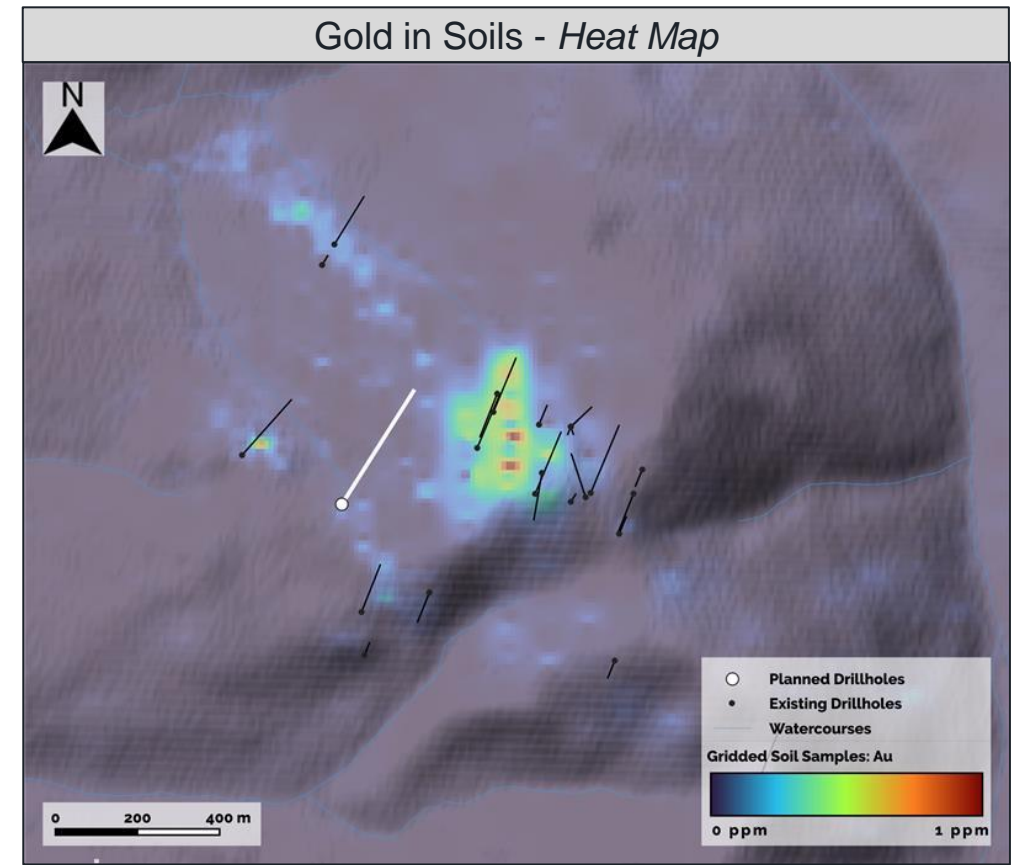 Gold in Soils - Heat Map
N
Planned Drillholes
Existing Drillholes
Watercourses
Gridded Soil Samples: Au
0 ppm 1 ppm
0 200 400 m